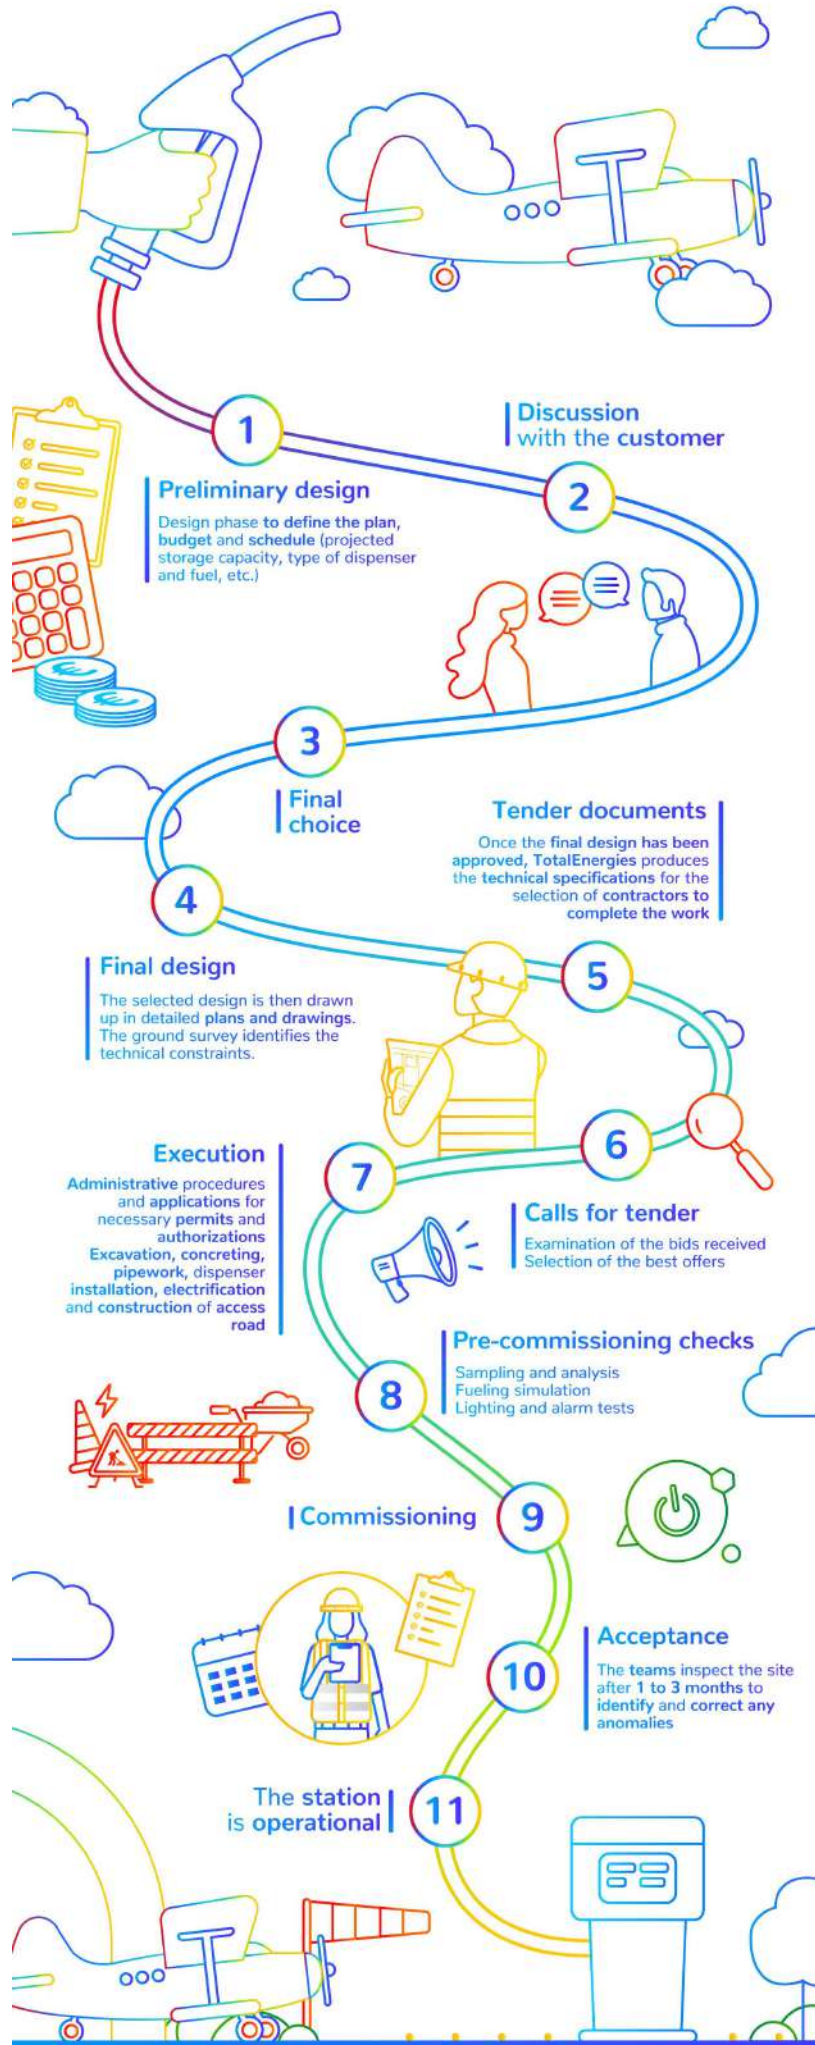 1
Preliminary design
Design phase to define the plan,
budget and schedule (projected
storage capacity, type of dispenser
and fuel, etc.)
Discussion
with the customer
2
3
Final
choice
4
Final design
The selected design is then drawn
up in detailed plans and drawings.
The ground survey identifies the
technical constraints.
Tender documents
Once the final design has been
approved, TotalEnergies produces
the technical specifications for the
selection of contractors to
complete the work
5
6
Calls for tender
Examination of the bids received
Selection of the best offers
7
Execution
Administrative procedures
and applications for
necessary permits and
authorizations
Excavation, concreting,
pipework, dispenser
installation, electrification
and construction of access
road
8
Pre-commissioning checks
Sampling and analysis
Fueling simulation
Lighting and alarm tests
Commissioning
9
10
Acceptance
The teams inspect the site
after 1 to 3 months to
identify and correct any
anomalies
The station
is operational
11